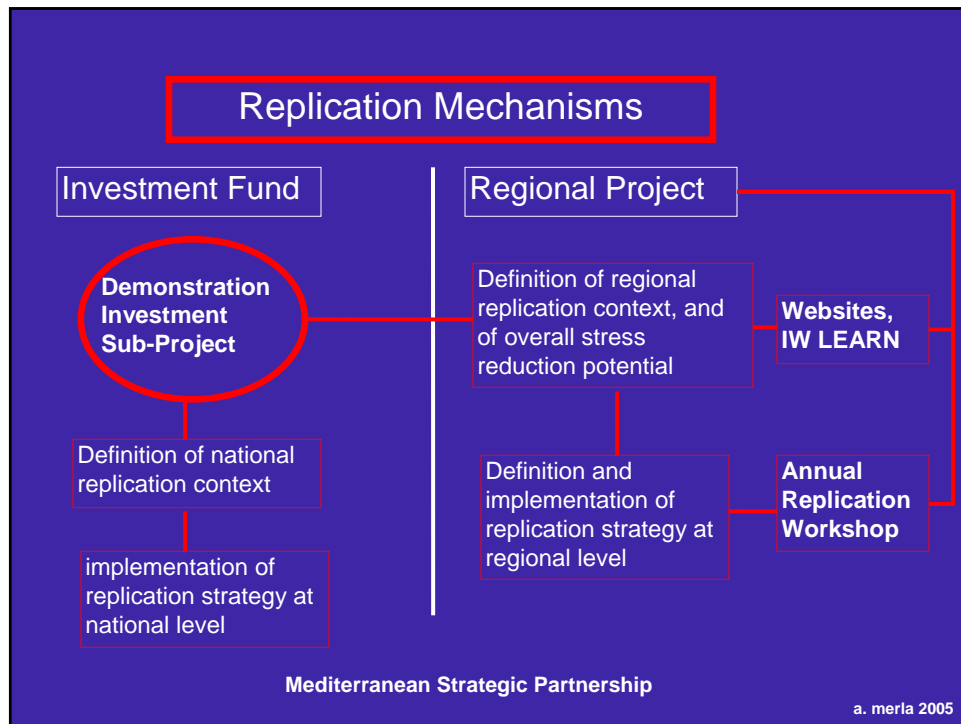 Replication Mechanisms
Investment Fund
Demonstration
Investment
Sub-Project
Definition of national
replication context
implementation of
replication strategy at
national level
Regional Project
Definition of regional
replication context, and
of overall stress
reduction potential
Websites,
IW LEARN
Definition and
implementation of
replication strategy at
regional level
Annual
Replication
Workshop
Mediterranean Strategic Partnership
a. merla 2005